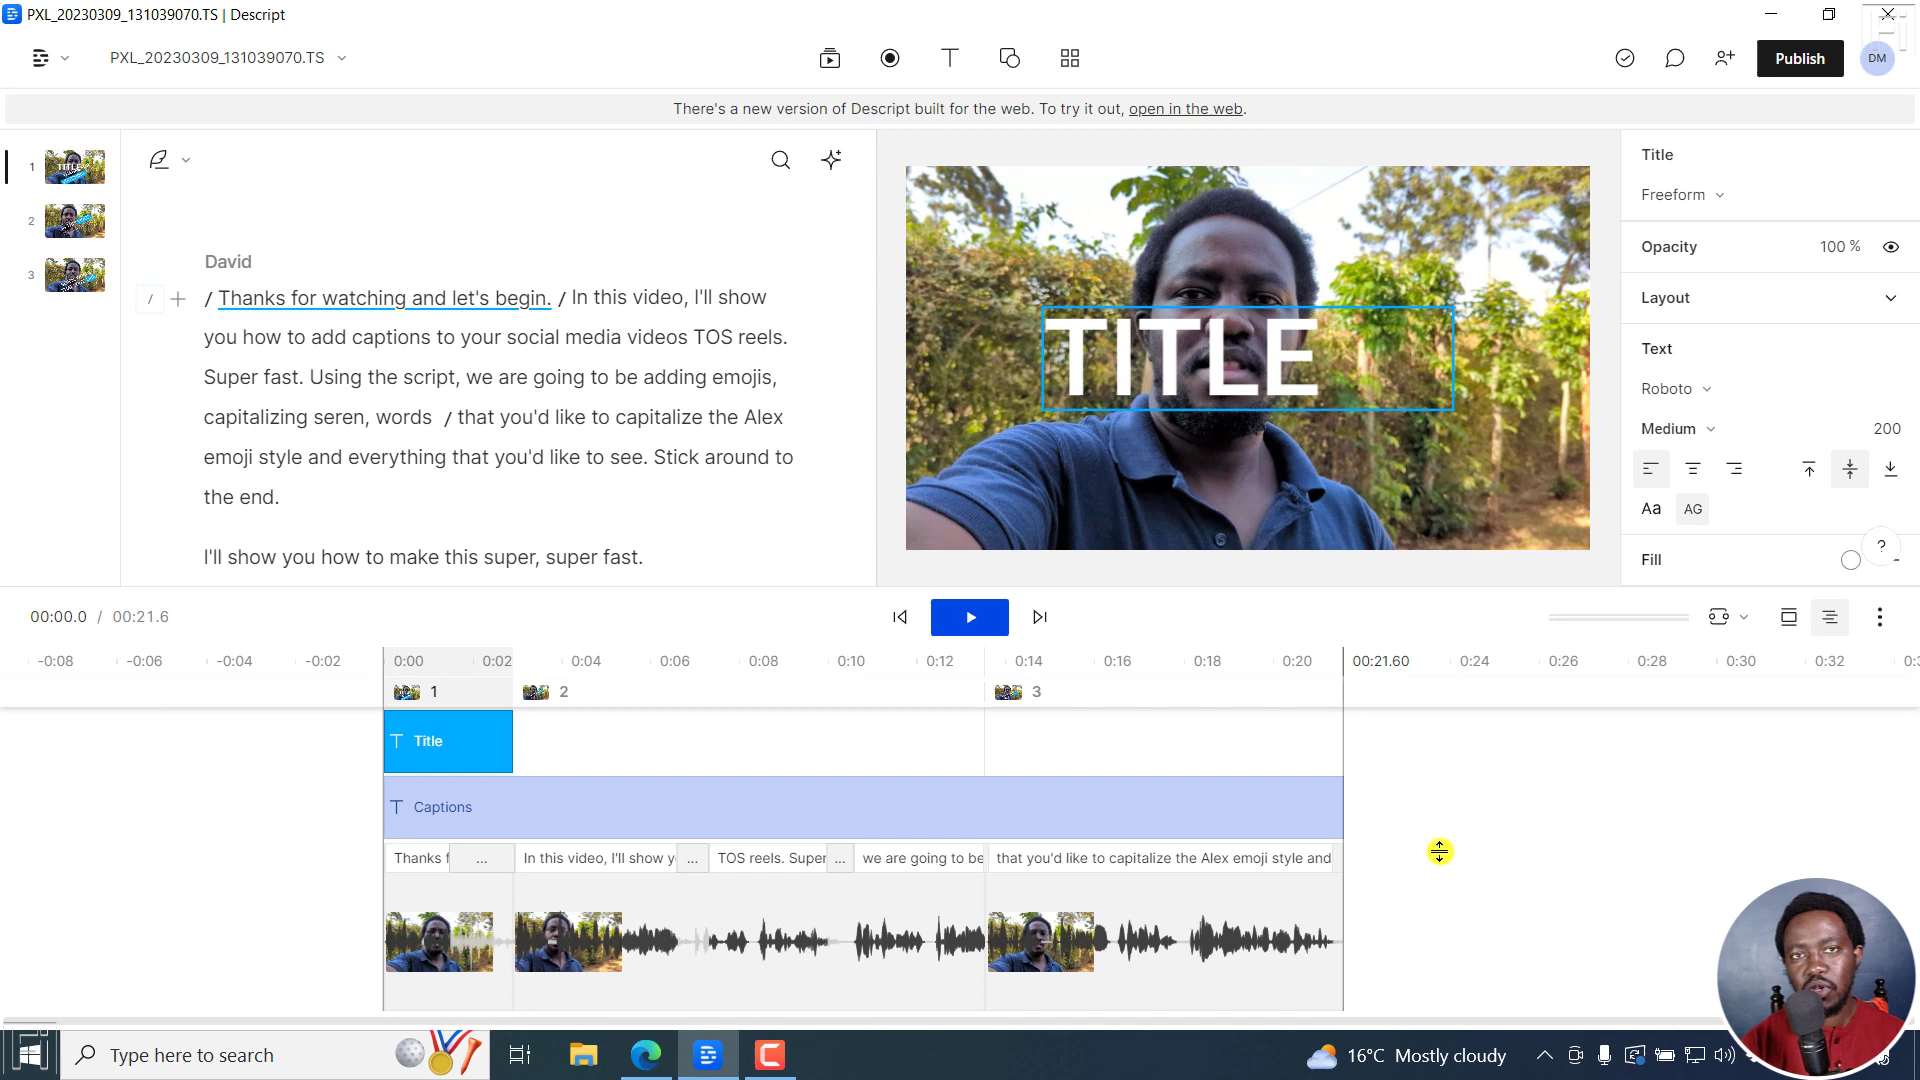 PXL_20230309_131039070.TS | Descript
PXL_20230309_131039070.TS
Publish
DM
There's a new version of Descript built for the web. To try it out, open in the web.
1
2
3
David
/ Thanks for watching and let's begin. / In this video, I'll show
you how to add captions to your social media videos TOS reels.
Super fast. Using the script, we are going to be adding emojis,
capitalizing seren, words / that you'd like to capitalize the Alex
emoji style and everything that you'd like to see. Stick around to
the end.
I'll show you how to make this super, super fast.
TITLE
Title
Freeform
Opacity 100 %
Layout
Text
Roboto
Medium 200
Aa AG
Fill
?
00:00.0 / 00:21.6
-0:08 -0:06 -0:04 -0:02 0:00 0:02 0:04 0:06 0:08 0:10 0:12 0:14 0:16 0:18 0:20 00:21.60 0:24 0:26 0:28 0:30 0:32
1 2 3
Title
Captions
Thanks f ... In this video, I'll show y ... TOS reels. Super ... we are going to be that you'd like to capitalize the Alex emoji style and
Type here to search
16°C Mostly cloudy